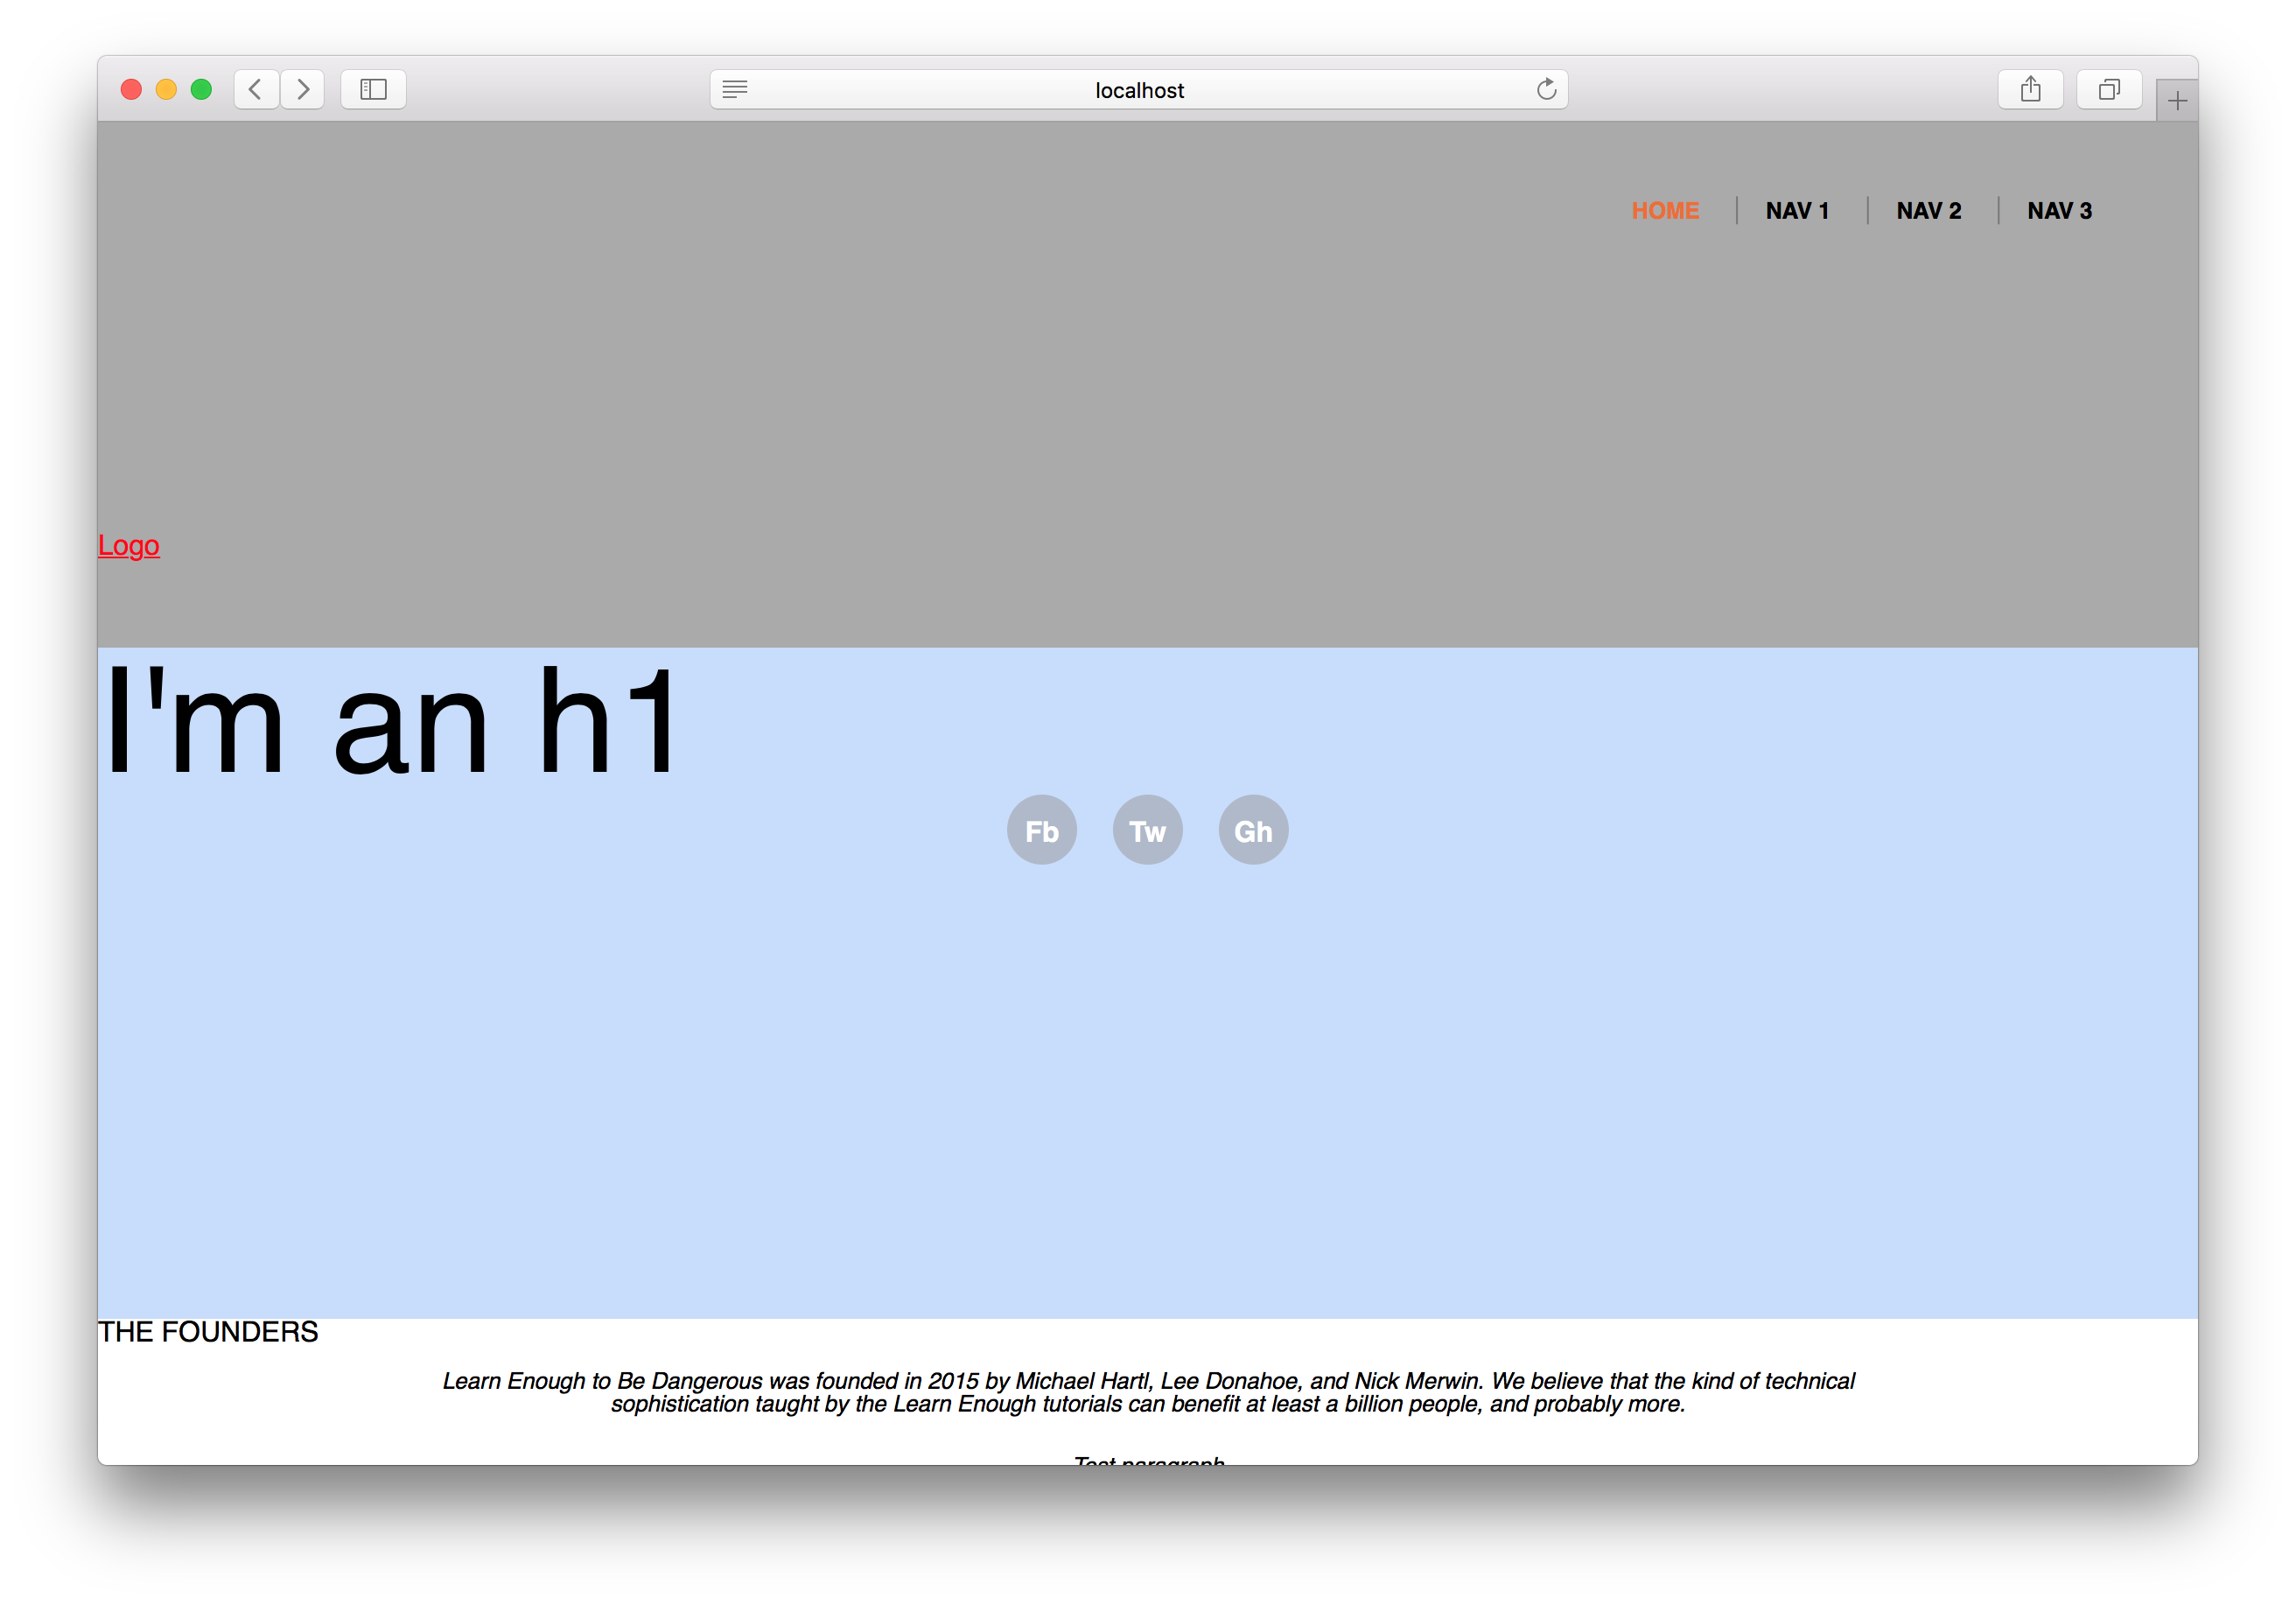 localhost
HOME
NAV 1
NAV 2
NAV 3
Logo
I'm an h1
Fb
Tw
Gh
THE FOUNDERS
Learn Enough to Be Dangerous was founded in 2015 by Michael Hartl, Lee Donahoe, and Nick Merwin. We believe that the kind of technical
sophistication taught by the Learn Enough tutorials can benefit at least a billion people, and probably more.
Test paragraph